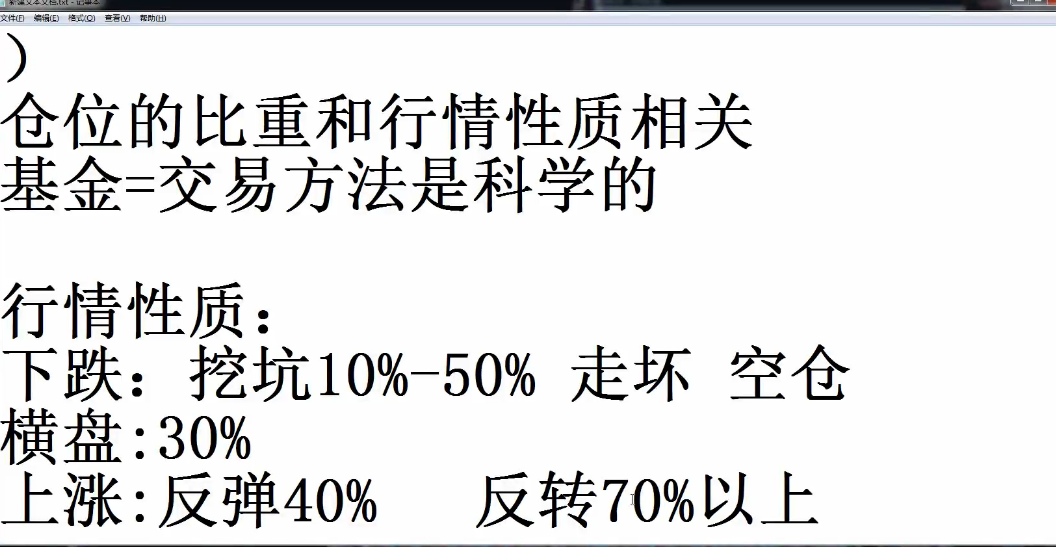 新建文本文档.txt - 记事本
文件(F) 编辑(E) 格式(O) 查看(V) 帮助(H)
)
仓位的比重和行情性质相关
基金=交易方法是科学的
行情性质：
下跌：挖坑10%-50% 走坏 空仓
横盘:30%
上涨:反弹40% 反转70%以上